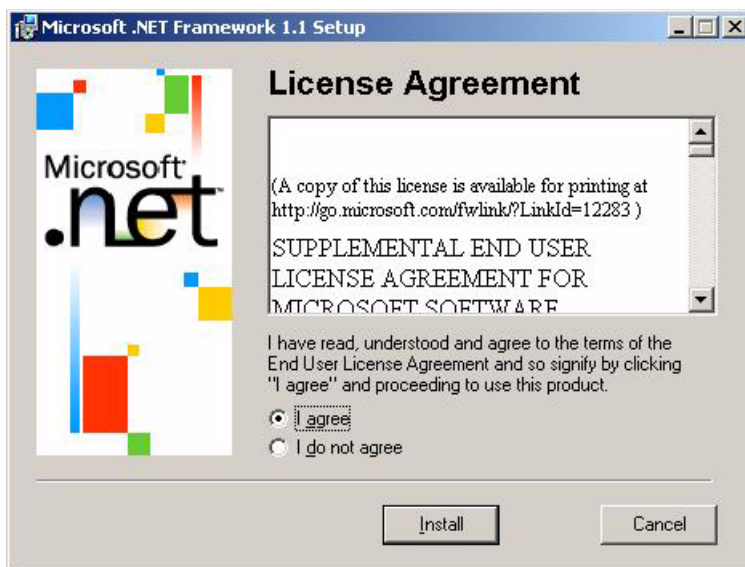 Microsoft .NET Framework 1.1 Setup
License Agreement
Microsoft
.net
(A copy of this license is available for printing at
http://go.microsoft.com/fwlink/?LinkId=12283 )
SUPPLEMENTAL END USER
LICENSE AGREEMENT FOR
MICROSOFT SOFTWARE
I have read, understood and agree to the terms of the
End User License Agreement and so signify by clicking
"I agree" and proceeding to use this product.
I agree
I do not agree
Install
Cancel